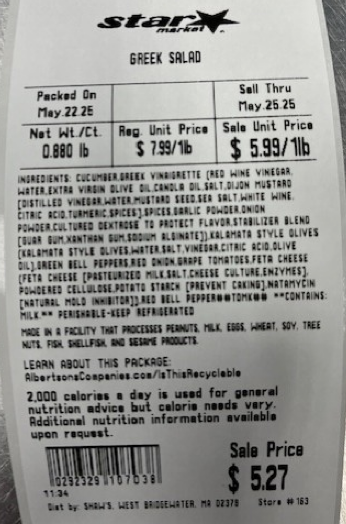 star market
GREEK SALAD
Packed On
May.22.25
Sell Thru
May.25.25
Net Wt./Ct.
0.880 lb
Reg. Unit Price
$ 7.99/1lb
Sale Unit Price
$ 5.99/1lb
INGREDIENTS: CUCUMBER,GREEK VINAIGRETTE (RED WINE VINEGAR,
WATER,EXTRA VIRGIN OLIVE OIL,CANOLA OIL,SALT,DIJON MUSTARD
(DISTILLED VINEGAR,WATER,MUSTARD SEED,SEA SALT,WHITE WINE,
CITRIC ACID,TURMERIC,SPICES),SPICES,GARLIC POWDER,ONION
POWDER,CULTURED DEXTROSE TO PROTECT FLAVOR,STABILIZER BLEND
(GUAR GUM,XANTHAN GUM,SODIUM ALGINATE)),KALAMATA STYLE OLIVES
(KALAMATA STYLE OLIVES,WATER,SALT,VINEGAR,CITRIC ACID,OLIVE
OIL),GREEN BELL PEPPERS,RED ONION,GRAPE TOMATOES,FETA CHEESE
(FETA CHEESE (PASTEURIZED MILK,SALT,CHEESE CULTURE,ENZYMES),
POWDERED CELLULOSE,POTATO STARCH (PREVENT CAKING),NATAMYCIN
(NATURAL MOLD INHIBITOR)),RED BELL PEPPER **CONTAINS:
MILK.** PERISHABLE-KEEP REFRIGERATED
MADE IN A FACILITY THAT PROCESSES PEANUTS, MILK, EGGS, WHEAT, SOY, TREE
NUTS, FISH, SHELLFISH, AND SESAME PRODUCTS.
LEARN ABOUT THIS PACKAGE:
AlbertsonsCompanies.com/IsThisRecyclable
2,000 calories a day is used for general
nutrition advice but calorie needs vary.
Additional nutrition information available
upon request.
0292329 107038
11:34
Sale Price
$ 5.27
Dist by: SHAW'S, WEST BRIDGEWATER, MA 02379 Store # 163